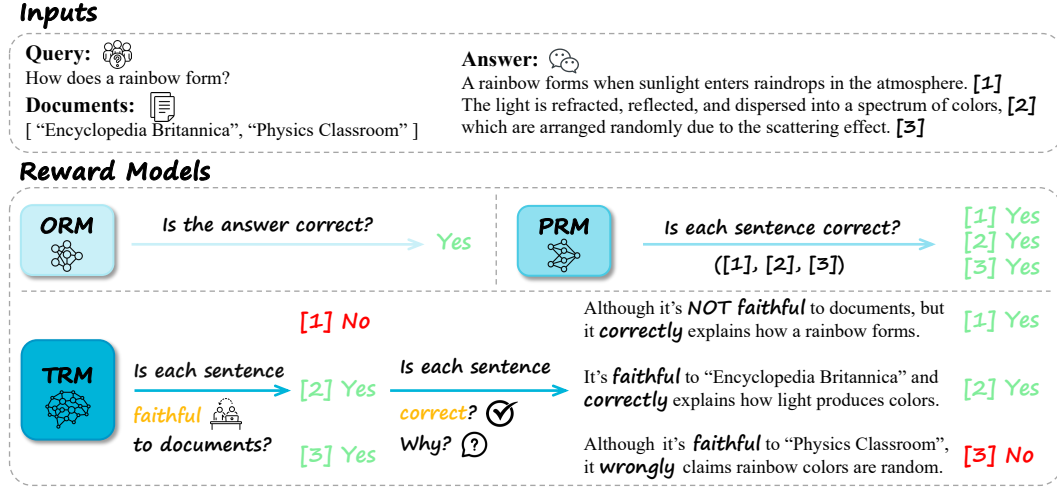 Inputs
Query:
How does a rainbow form?
Documents:
[ “Encyclopedia Britannica”, “Physics Classroom” ]
Answer:
A rainbow forms when sunlight enters raindrops in the atmosphere. [1]
The light is refracted, reflected, and dispersed into a spectrum of colors, [2]
which are arranged randomly due to the scattering effect. [3]
Reward Models
ORM
Is the answer correct?
Yes
PRM
Is each sentence correct?
([1], [2], [3])
[1] Yes
[2] Yes
[3] Yes
TRM
Is each sentence
faithful
to documents?
[1] No
[2] Yes
[3] Yes
Is each sentence
correct?
Why?
Although it’s NOT faithful to documents, but
it correctly explains how a rainbow forms.
[1] Yes
It’s faithful to “Encyclopedia Britannica” and
correctly explains how light produces colors.
[2] Yes
Although it’s faithful to “Physics Classroom”,
it wrongly claims rainbow colors are random.
[3] No